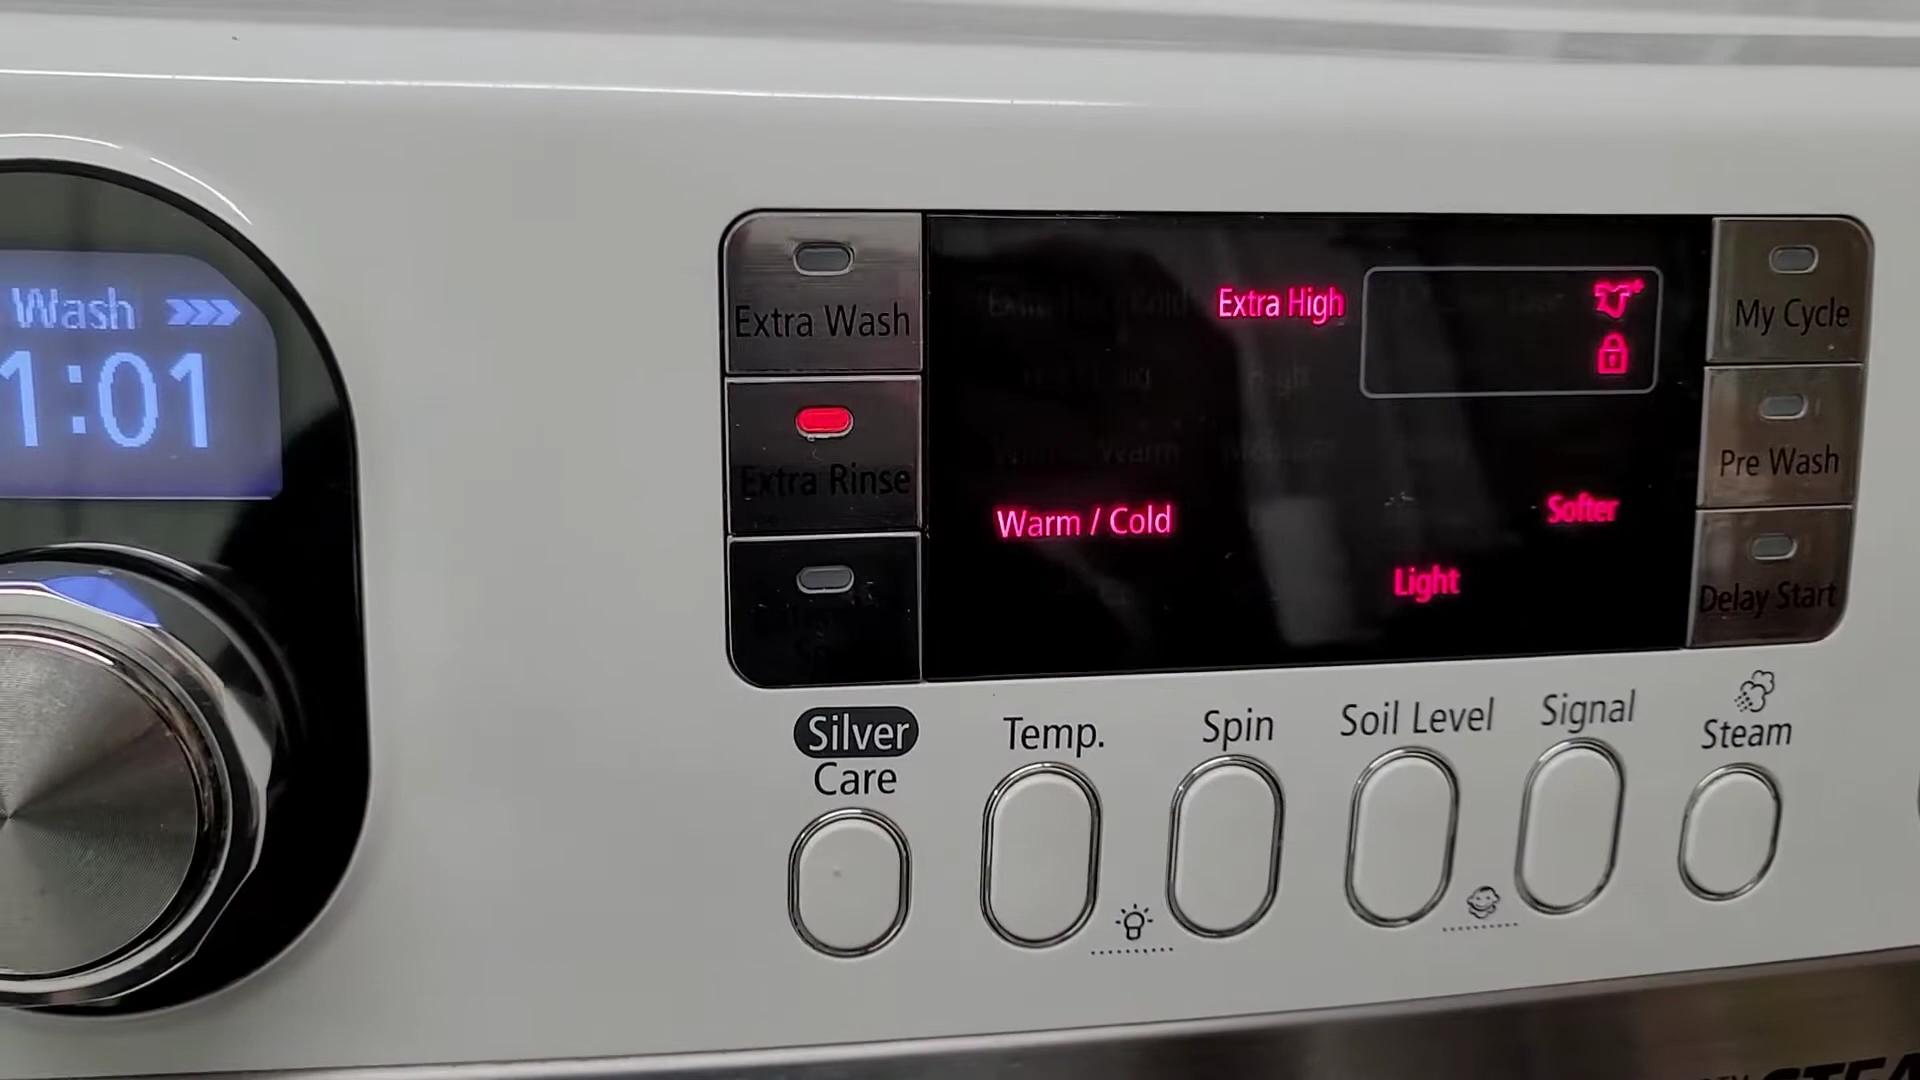 Wash
1:01
Extra Wash
Extra Rinse
Extra High
Warm / Cold
Softer
Light
My Cycle
Pre Wash
Delay Start
Silver
Care
Temp.
Spin
Soil Level
Signal
Steam